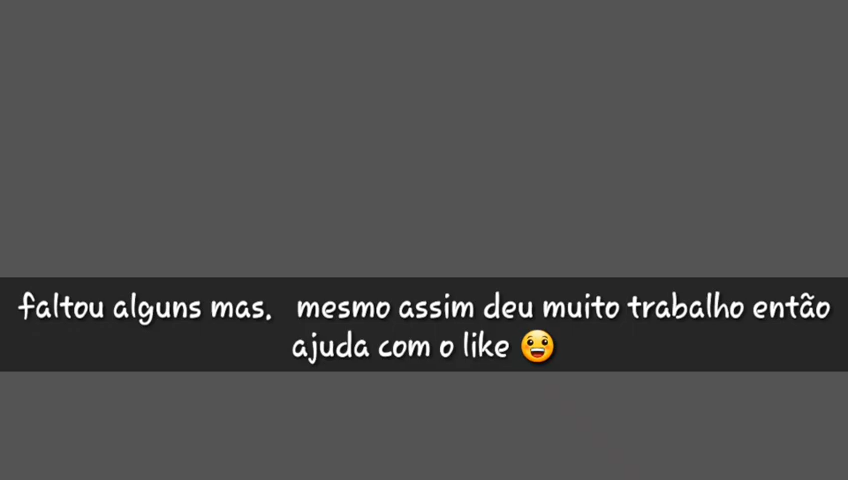 faltou alguns mas.   mesmo assim deu muito trabalho então
ajuda com o like 😀